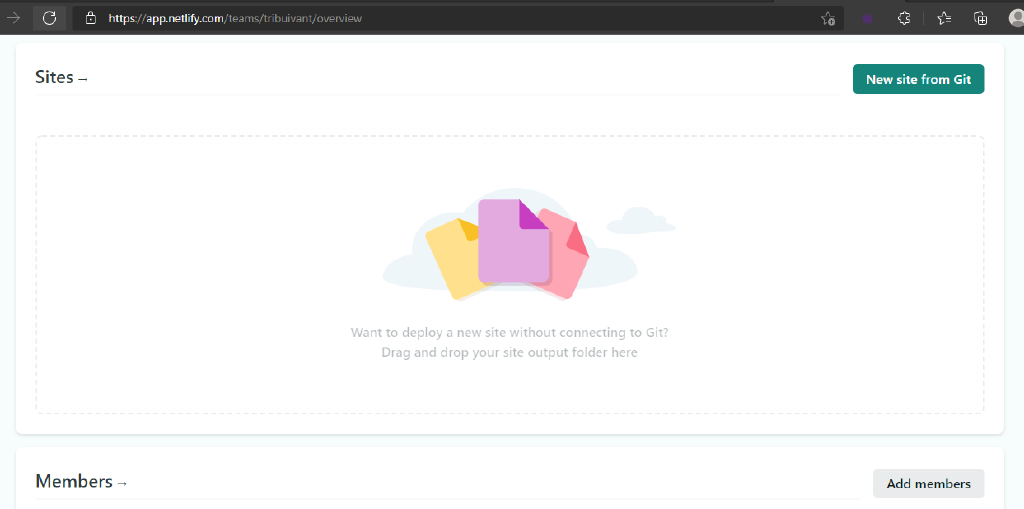 https://app.netlify.com/teams/tribuivant/overview
Sites →
New site from Git
Want to deploy a new site without connecting to Git?
Drag and drop your site output folder here
Members →
Add members